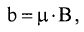 b = μ · B,